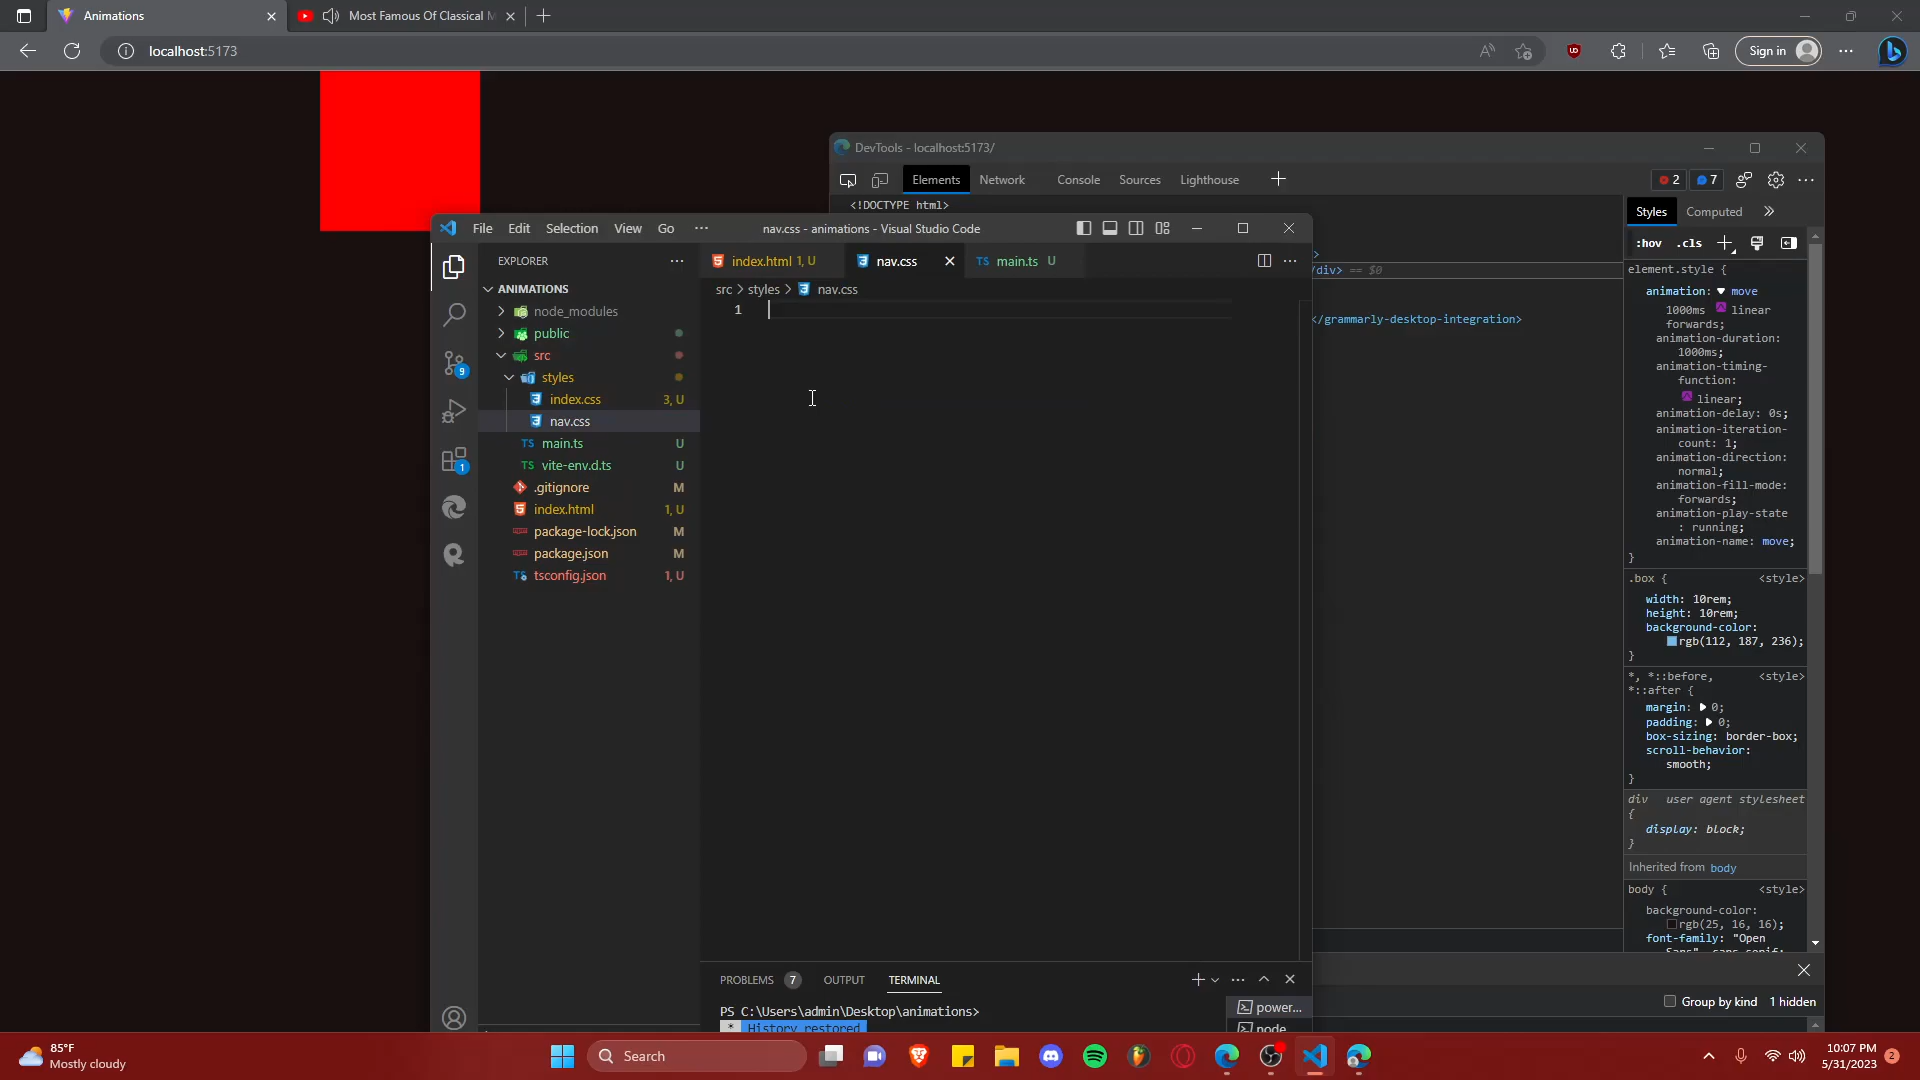 Animations
Most Famous Of Classical M
localhost:5173
Sign in
DevTools - localhost:5173/
Elements
Network
Console
Sources
Lighthouse
2
7
<!DOCTYPE html>
/div> == $0
</grammarly-desktop-integration>
Styles
Computed
:hov
.cls
element.style {
animation: move
1000ms linear
forwards;
animation-duration:
1000ms;
animation-timing-
function:
linear;
animation-delay: 0s;
animation-iteration-
count: 1;
animation-direction:
normal;
animation-fill-mode:
forwards;
animation-play-state
: running;
animation-name: move;
}
.box { <style>
width: 10rem;
height: 10rem;
background-color:
rgb(112, 187, 236);
}
*, *::before, <style>
*::after {
margin: 0;
padding: 0;
box-sizing: border-box;
scroll-behavior:
smooth;
}
div user agent stylesheet
{
display: block;
}
Inherited from body
body { <style>
background-color:
rgb(25, 16, 16);
font-family: "Open
Sans", sans-serif;
Group by kind
1 hidden
File
Edit
Selection
View
Go
nav.css - animations - Visual Studio Code
EXPLORER
index.html 1, U
nav.css
TS main.ts U
src > styles > nav.css
1
ANIMATIONS
node_modules
public
src
styles
index.css 3, U
nav.css
TS main.ts U
TS vite-env.d.ts U
.gitignore M
index.html 1, U
package-lock.json M
package.json M
TS tsconfig.json 1, U
9
1
PROBLEMS 7
OUTPUT
TERMINAL
PS C:\Users\admin\Desktop\animations>
* History restored
power...
node
85°F
Mostly cloudy
Search
10:07 PM
5/31/2023
2